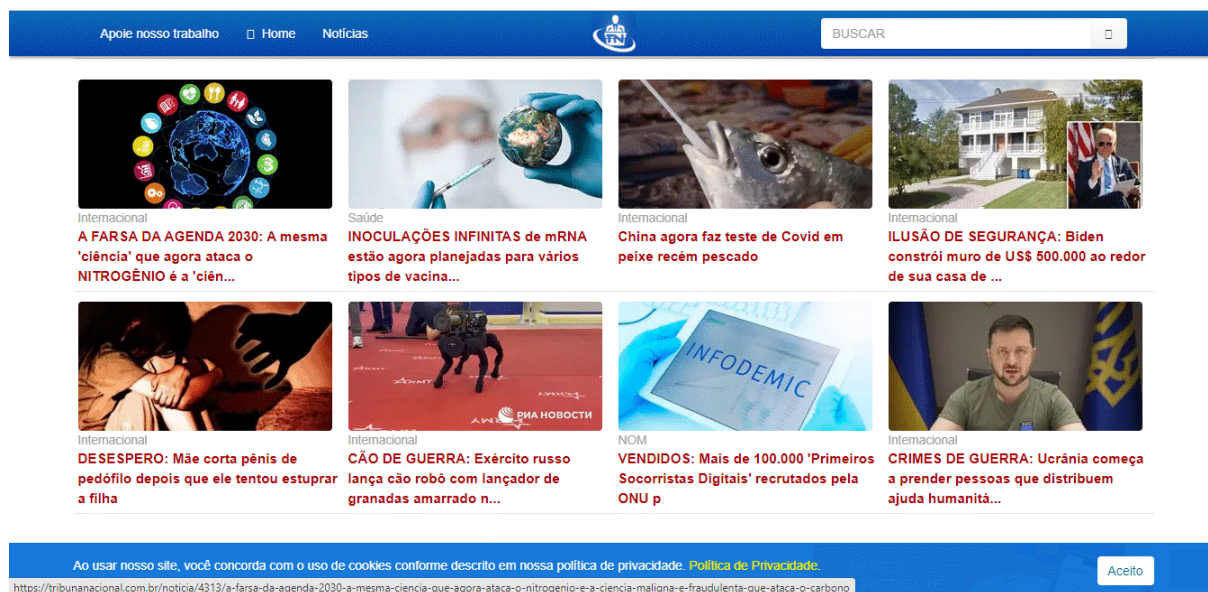 Apoie nosso trabalho Home Notícias BUSCAR
Internacional
A FARSA DA AGENDA 2030: A mesma
'ciência' que agora ataca o
NITROGÊNIO é a 'ciên...
Saúde
INOCULAÇÕES INFINITAS de mRNA
estão agora planejadas para vários
tipos de vacina...
Internacional
China agora faz teste de Covid em
peixe recém pescado
Internacional
ILUSÃO DE SEGURANÇA: Biden
constrói muro de US$ 500.000 ao redor
de sua casa de ...
ARMY
РИА НОВОСТИ
INFODEMIC
Internacional
DESESPERO: Mãe corta pênis de
pedófilo depois que ele tentou estuprar
a filha
Internacional
CÃO DE GUERRA: Exército russo
lança cão robô com lançador de
granadas amarrado n...
NOM
VENDIDOS: Mais de 100.000 'Primeiros
Socorristas Digitais' recrutados pela
ONU p
Internacional
CRIMES DE GUERRA: Ucrânia começa
a prender pessoas que distribuem
ajuda humanitá...
Ao usar nosso site, você concorda com o uso de cookies conforme descrito em nossa política de privacidade. Política de Privacidade.
Aceito
https://tribunanacional.com.br/noticia/4313/a-farsa-da-agenda-2030-a-mesma-ciencia-que-agora-ataca-o-nitrogenio-e-a-ciencia-maligna-e-fraudulenta-que-ataca-o-carbono